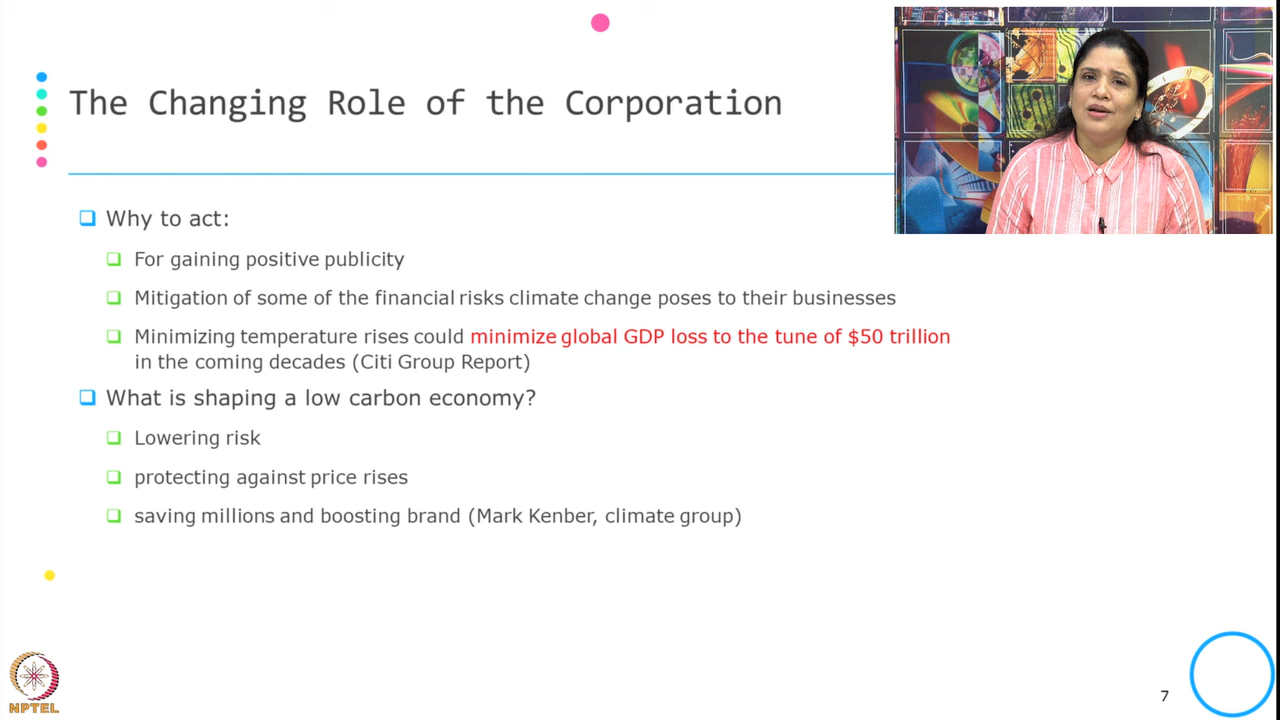 The Changing Role of the Corporation
Why to act:
For gaining positive publicity
Mitigation of some of the financial risks climate change poses to their businesses
Minimizing temperature rises could minimize global GDP loss to the tune of $50 trillion
in the coming decades (Citi Group Report)
What is shaping a low carbon economy?
Lowering risk
protecting against price rises
saving millions and boosting brand (Mark Kenber, climate group)
NPTEL
7